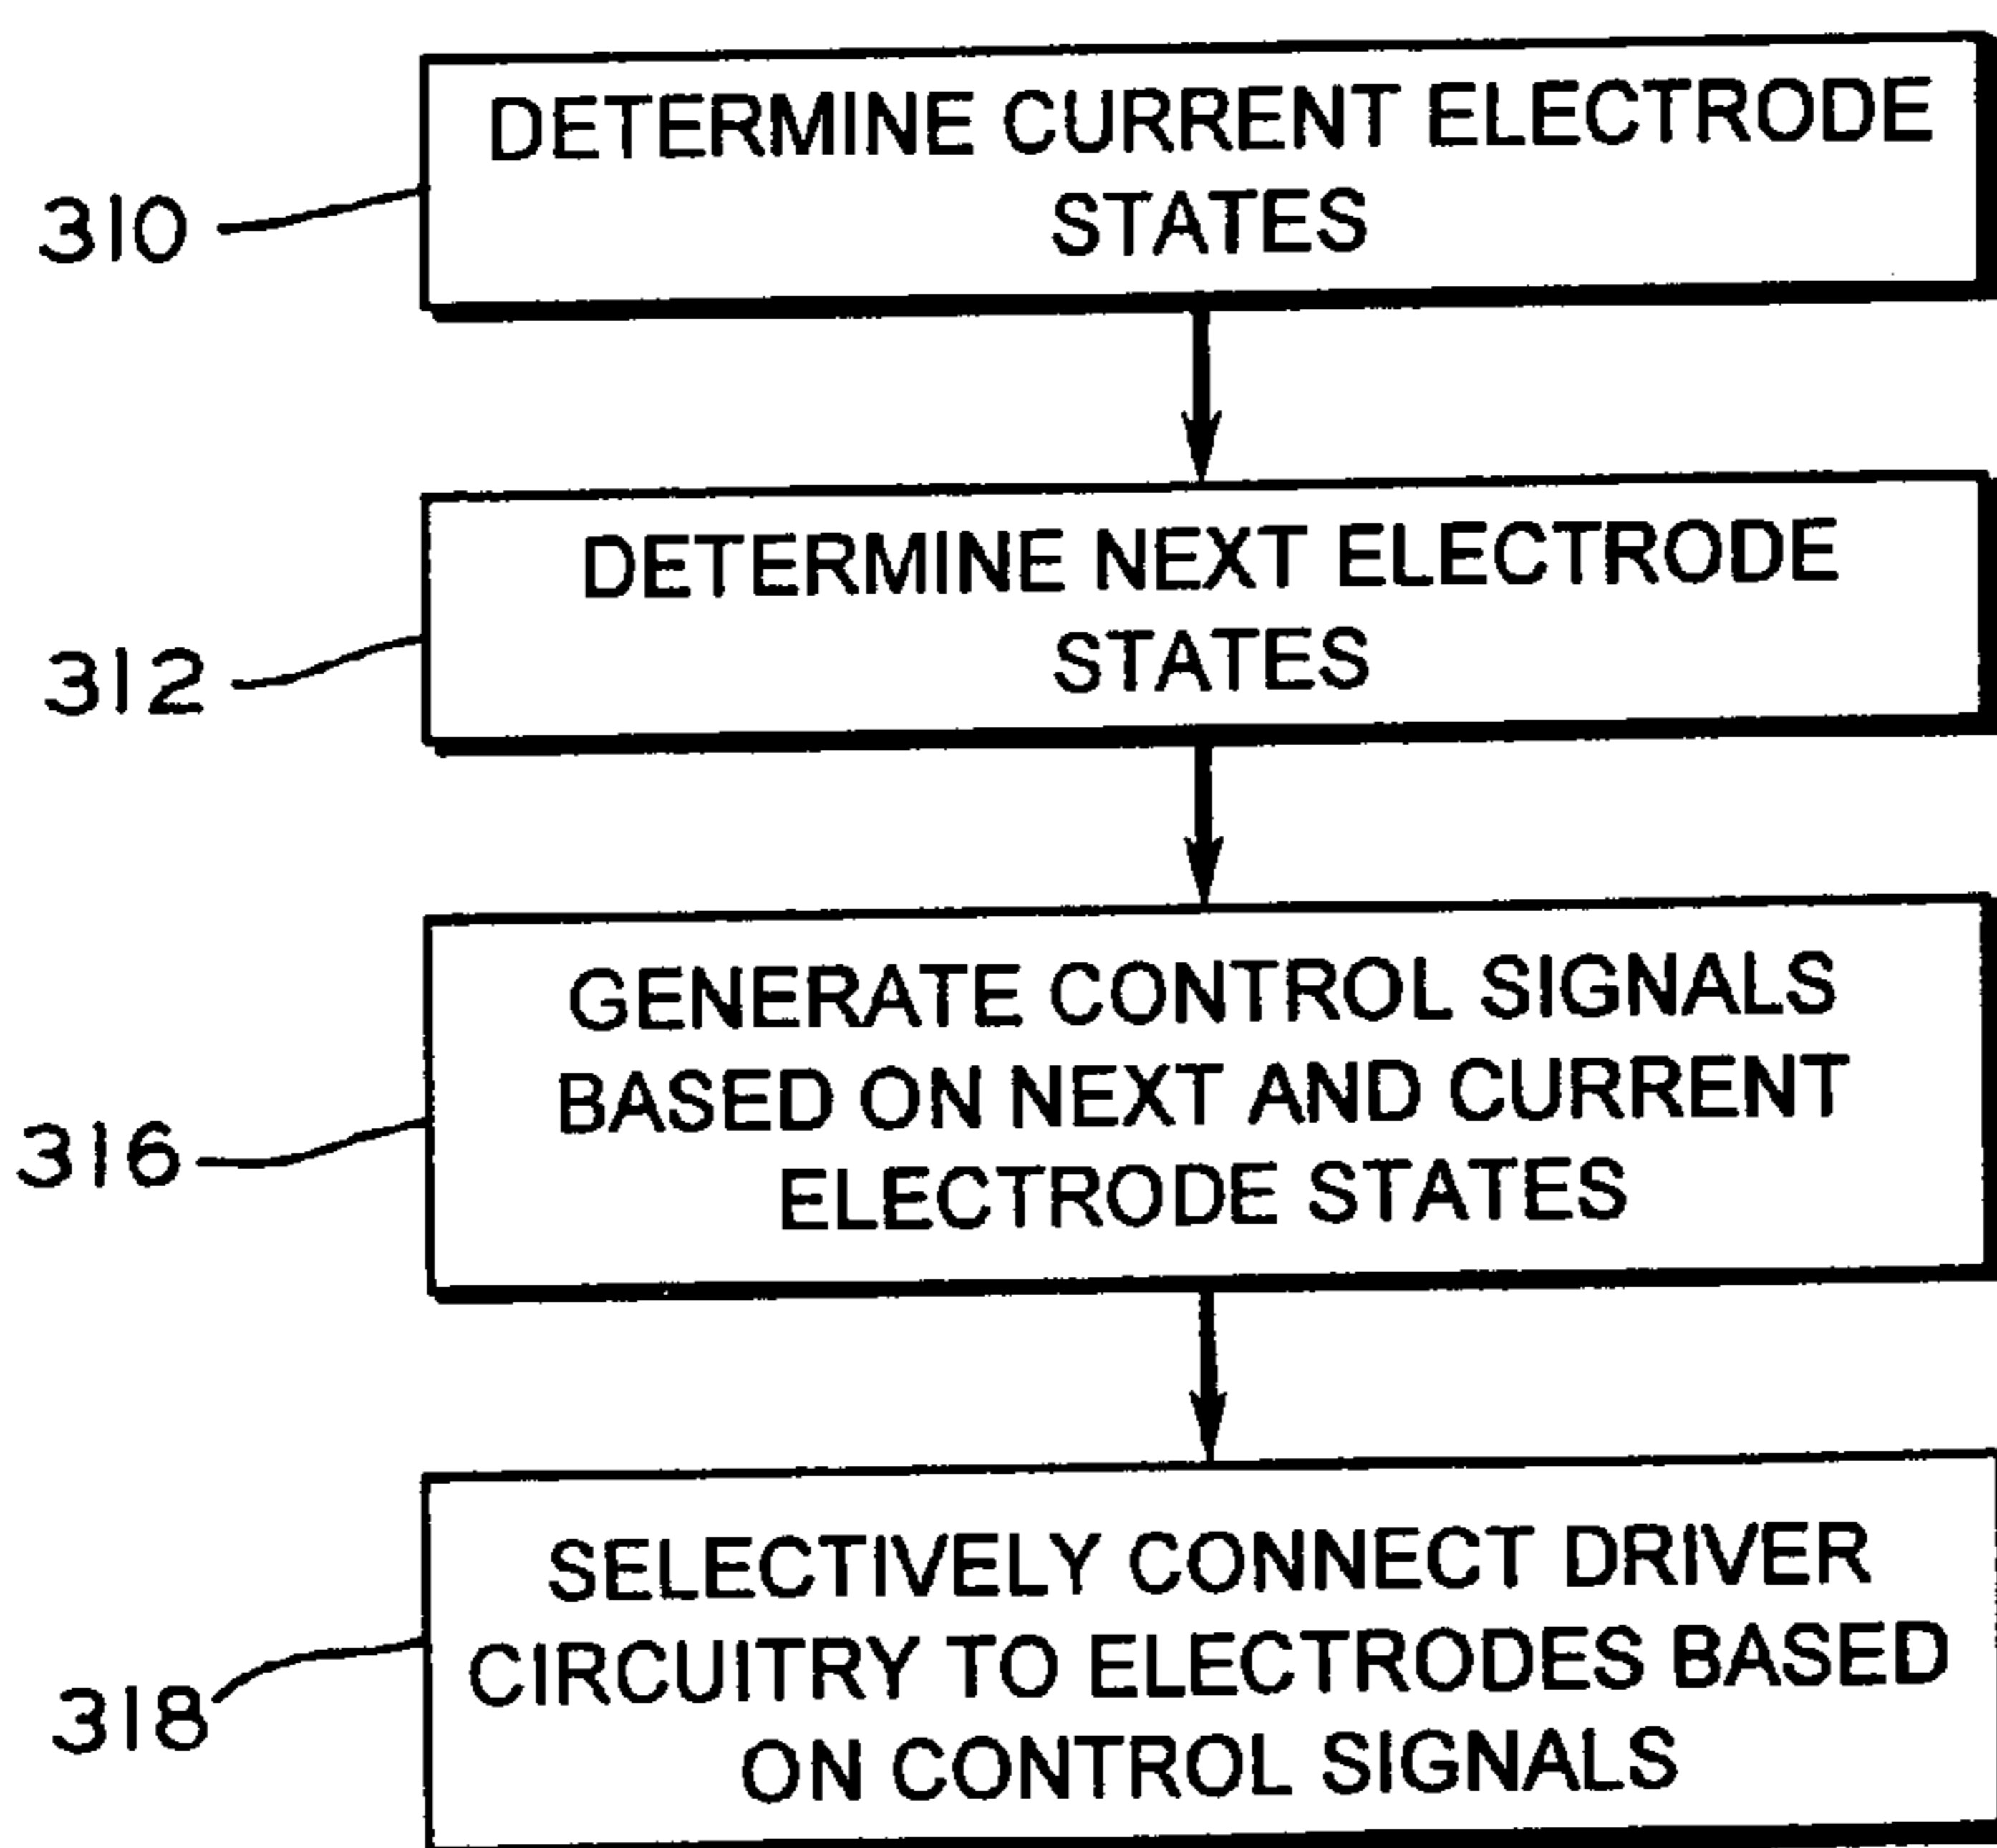 DETERMINE CURRENT ELECTRODE
STATES
310
DETERMINE NEXT ELECTRODE
STATES
312
GENERATE CONTROL SIGNALS
BASED ON NEXT AND CURRENT
ELECTRODE STATES
316
SELECTIVELY CONNECT DRIVER
CIRCUITRY TO ELECTRODES BASED
ON CONTROL SIGNALS
318